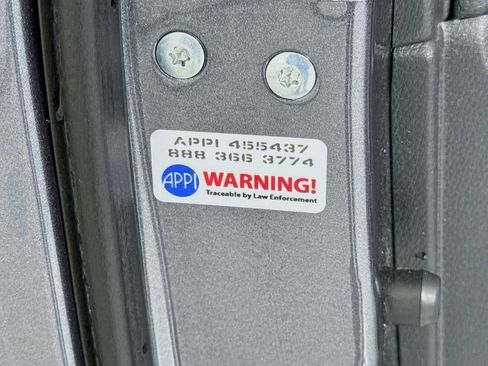 APPI 455437
888 366 3774
APPI WARNING!
Traceable by Law Enforcement